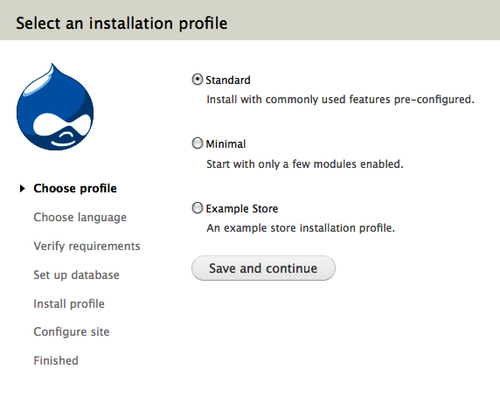 Select an installation profile
Standard
Install with commonly used features pre-configured.
Minimal
Start with only a few modules enabled.
Example Store
An example store installation profile.
Save and continue
Choose profile
Choose language
Verify requirements
Set up database
Install profile
Configure site
Finished